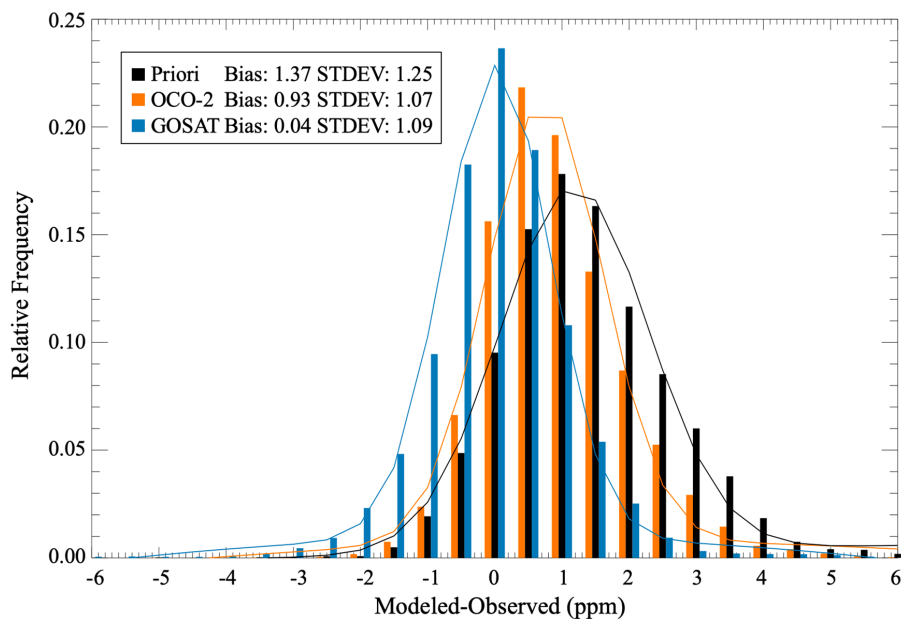 0.25
0.20
0.15
0.10
0.05
0.00
Relative Frequency
Priori Bias: 1.37 STDEV: 1.25
OCO-2 Bias: 0.93 STDEV: 1.07
GOSAT Bias: 0.04 STDEV: 1.09
-6 -5 -4 -3 -2 -1 0 1 2 3 4 5 6
Modeled-Observed (ppm)